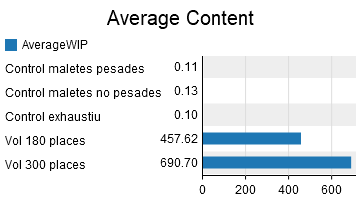 Average Content
AverageWIP
Control maletes pesades 0.11
Control maletes no pesades 0.13
Control exhaustiu 0.10
Vol 180 places 457.62
Vol 300 places 690.70
0 200 400 600